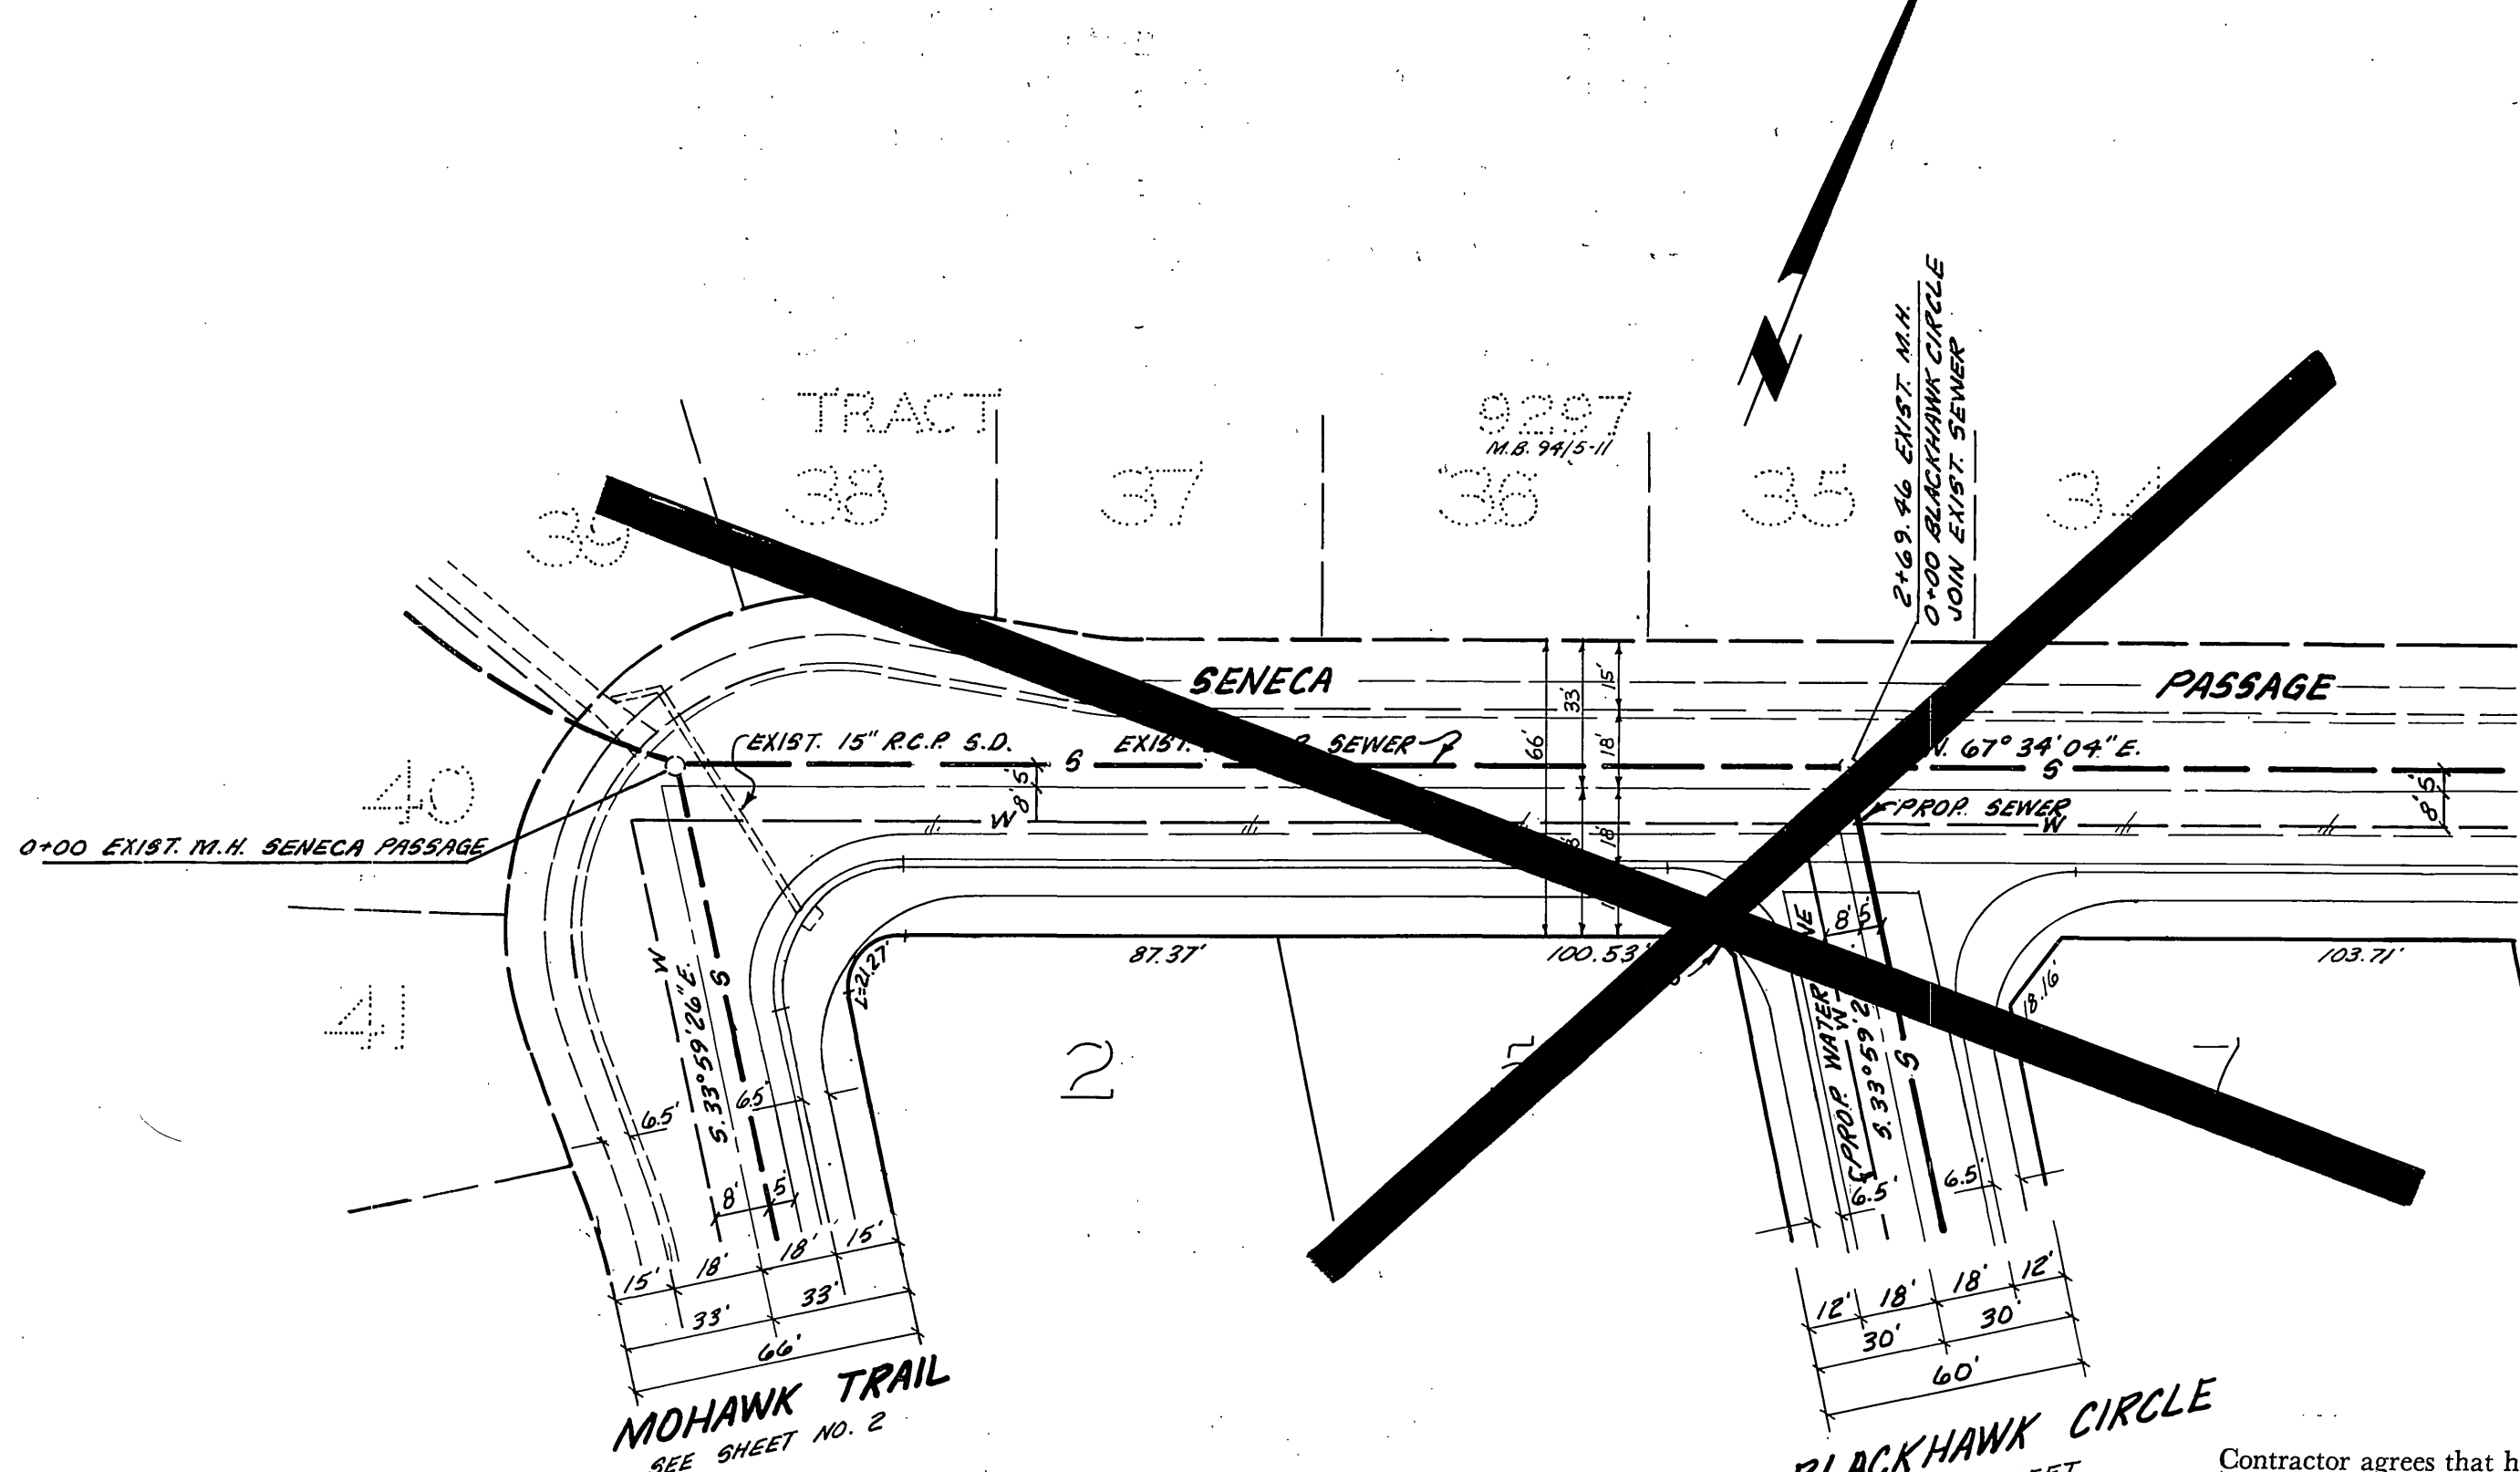 TRACT
9297
M.B. 94/5-11
39
38
37
36
35
2+69.46 EXIST. M.H.
0+00 BLACKHAWK CIRCLE
JOIN EXIST. SEWER
SENECA
PASSAGE
15'
33'
66'
18'
18'
EXIST. 15" R.C.P. S.D.
EXIST. SEWER
N. 67°34'04"E.
S
S
5'
8'
5'
8'
W
PROP. SEWER
W
40
0+00 EXIST. M.H. SENECA PASSAGE
41
87.37'
100.53'
103.71'
L=21.27'
18.16'
W
S. 33°59'26"E.
S
8'
5'
PROP. WATER
W
S. 33°59'2
S
2
7
6.5'
6.5'
8'
5'
6.5'
6.5'
15'
18'
18'
15'
33'
33'
66'
12'
18'
18'
12'
30'
30'
60'
MOHAWK TRAIL
SEE SHEET NO. 2
BLACKHAWK CIRCLE
Contractor agrees that h